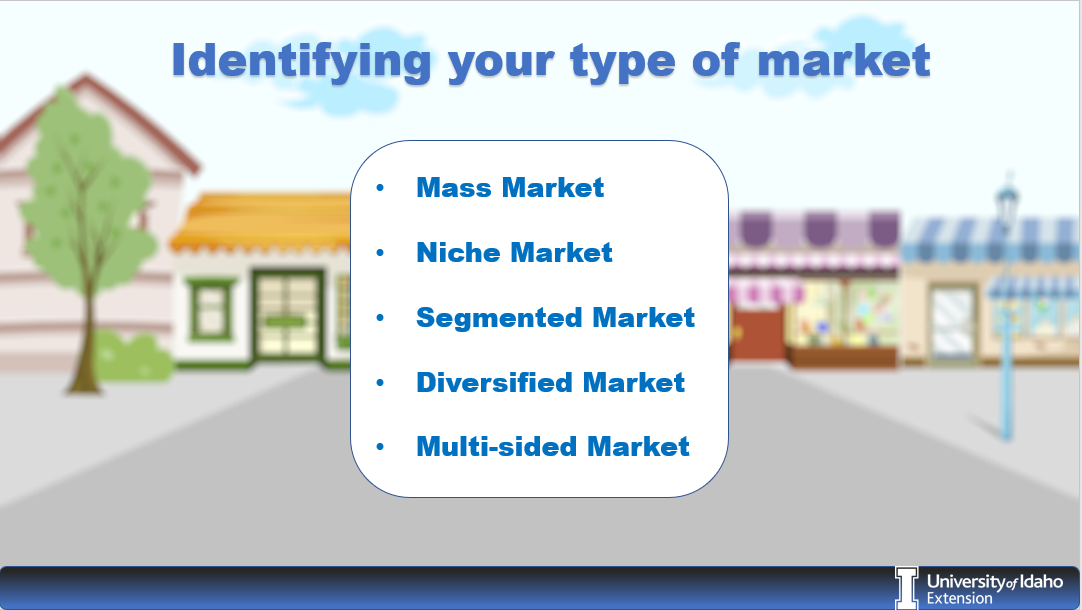 Identifying your type of market
• Mass Market
• Niche Market
• Segmented Market
• Diversified Market
• Multi-sided Market
I University of Idaho
Extension